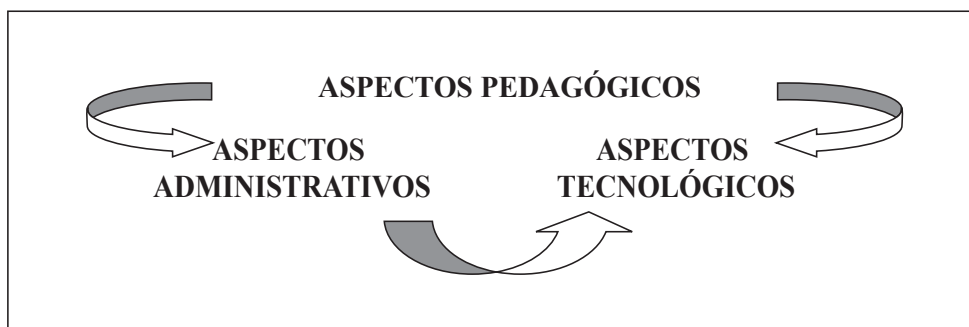 ASPECTOS PEDAGÓGICOS
ASPECTOS
ADMINISTRATIVOS
ASPECTOS
TECNOLÓGICOS